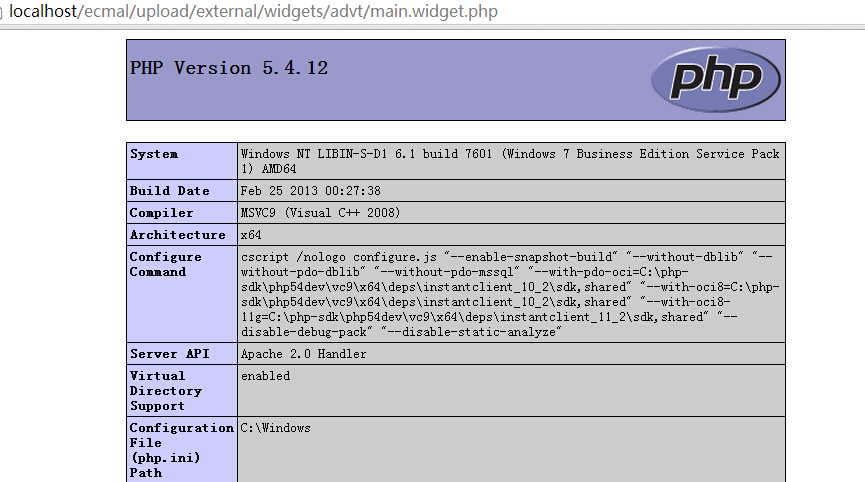 localhost/ecmal/upload/external/widgets/advt/main.widget.php
PHP Version 5.4.12
php
System
Windows NT LIBIN-S-D1 6.1 build 7601 (Windows 7 Business Edition Service Pack
1) AMD64
Build Date
Feb 25 2013 00:27:38
Compiler
MSVC9 (Visual C++ 2008)
Architecture
x64
Configure
Command
cscript /nologo configure.js "--enable-snapshot-build" "--without-dblib" "--
without-pdo-dblib" "--without-pdo-mssql" "--with-pdo-oci=C:\php-
sdk\php54dev\vc9\x64\deps\instantclient_10_2\sdk,shared" "--with-oci8=C:\php-
sdk\php54dev\vc9\x64\deps\instantclient_10_2\sdk,shared" "--with-oci8-
11g=C:\php-sdk\php54dev\vc9\x64\deps\instantclient_11_2\sdk,shared" "--
disable-debug-pack" "--disable-static-analyze"
Server API
Apache 2.0 Handler
Virtual
Directory
Support
enabled
Configuration
File
(php.ini)
Path
C:\Windows